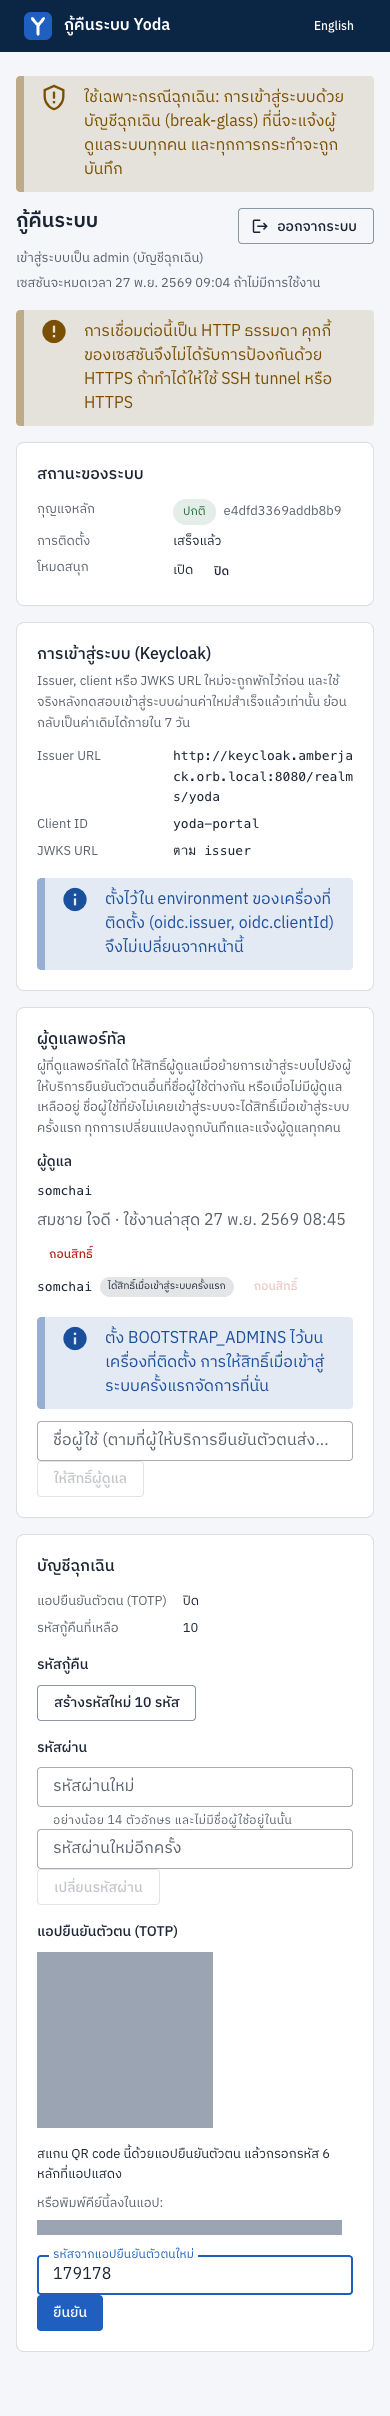 Y กู้คืนระบบ Yoda
English
ใช้เฉพาะกรณีฉุกเฉิน: การเข้าสู่ระบบด้วย
บัญชีฉุกเฉิน (break-glass) ที่นี่จะแจ้งผู้
ดูแลระบบทุกคน และทุกการกระทำจะถูก
บันทึก
กู้คืนระบบ
ออกจากระบบ
เข้าสู่ระบบเป็น admin (บัญชีฉุกเฉิน)
เซสชันจะหมดเวลา 27 พ.ย. 2569 09:04 ถ้าไม่มีการใช้งาน
การเชื่อมต่อนี้เป็น HTTP ธรรมดา คุกกี้
ของเซสชันจึงไม่ได้รับการป้องกันด้วย
HTTPS ถ้าทำได้ให้ใช้ SSH tunnel หรือ
HTTPS
สถานะของระบบ
กุญแจหลัก ปกติ e4dfd3369addb8b9
การติดตั้ง เสร็จแล้ว
โหมดสนุก เปิด ปิด
การเข้าสู่ระบบ (Keycloak)
Issuer, client หรือ JWKS URL ใหม่จะถูกพักไว้ก่อน และใช้
จริงหลังทดสอบเข้าสู่ระบบผ่านค่าใหม่สำเร็จแล้วเท่านั้น ย้อน
กลับเป็นค่าเดิมได้ภายใน 7 วัน
Issuer URL http://keycloak.amberja
ck.orb.local:8080/realm
s/yoda
Client ID yoda-portal
JWKS URL ตาม issuer
ตั้งไว้ใน environment ของเครื่องที่
ติดตั้ง (oidc.issuer, oidc.clientId)
จึงไม่เปลี่ยนจากหน้านี้
ผู้ดูแลพอร์ทัล
ผู้ที่ดูแลพอร์ทัลได้ ให้สิทธิ์ผู้ดูแลเมื่อย้ายการเข้าสู่ระบบไปยังผู้
ให้บริการยืนยันตัวตนอื่นที่ชื่อผู้ใช้ต่างกัน หรือเมื่อไม่มีผู้ดูแล
เหลืออยู่ ชื่อผู้ใช้ที่ยังไม่เคยเข้าสู่ระบบจะได้สิทธิ์เมื่อเข้าสู่ระบบ
ครั้งแรก ทุกการเปลี่ยนแปลงถูกบันทึกและแจ้งผู้ดูแลทุกคน
ผู้ดูแล
somchai
สมชาย ใจดี · ใช้งานล่าสุด 27 พ.ย. 2569 08:45
ถอนสิทธิ์
somchai ได้สิทธิ์เมื่อเข้าสู่ระบบครั้งแรก ถอนสิทธิ์
ตั้ง BOOTSTRAP_ADMINS ไว้บน
เครื่องที่ติดตั้ง การให้สิทธิ์เมื่อเข้าสู่
ระบบครั้งแรกจัดการที่นั่น
ชื่อผู้ใช้ (ตามที่ผู้ให้บริการยืนยันตัวตนส่ง...
ให้สิทธิ์ผู้ดูแล
บัญชีฉุกเฉิน
แอปยืนยันตัวตน (TOTP) ปิด
รหัสกู้คืนที่เหลือ 10
รหัสกู้คืน
สร้างรหัสใหม่ 10 รหัส
รหัสผ่าน
รหัสผ่านใหม่
อย่างน้อย 14 ตัวอักษร และไม่มีชื่อผู้ใช้อยู่ในนั้น
รหัสผ่านใหม่อีกครั้ง
เปลี่ยนรหัสผ่าน
แอปยืนยันตัวตน (TOTP)
สแกน QR code นี้ด้วยแอปยืนยันตัวตน แล้วกรอกรหัส 6
หลักที่แอปแสดง
หรือพิมพ์คีย์นี้ลงในแอป:
รหัสจากแอปยืนยันตัวตนใหม่
179178
ยืนยัน